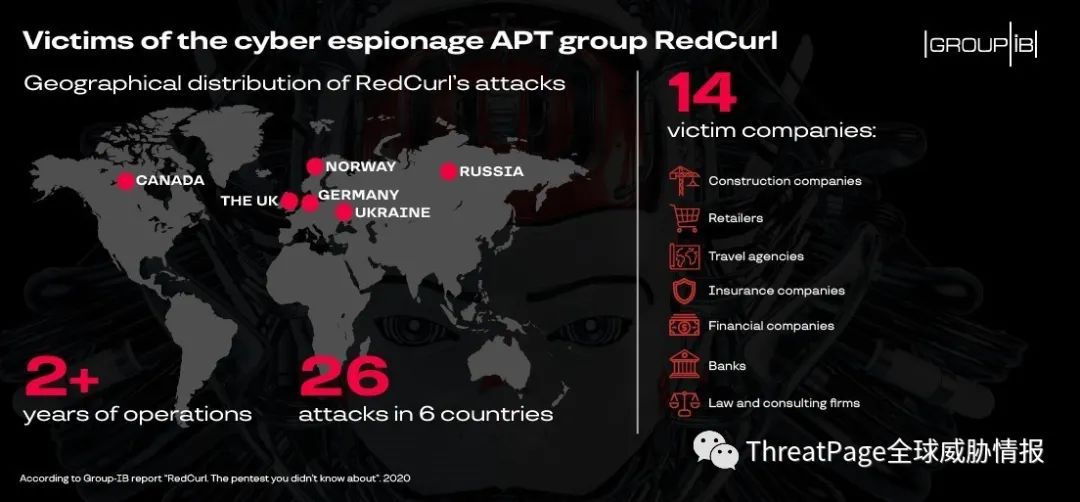 Victims of the cyber espionage APT group RedCurl
GROUP|IB
Geographical distribution of RedCurl's attacks
CANADA
NORWAY
RUSSIA
THE UK
GERMANY
UKRAINE
2+
years of operations
26
attacks in 6 countries
14
victim companies:
Construction companies
Retailers
Travel agencies
Insurance companies
Financial companies
Banks
Law and consulting firms
ThreatPage全球威胁情报
According to Group-IB report "RedCurl. The pentest you didn't know about". 2020